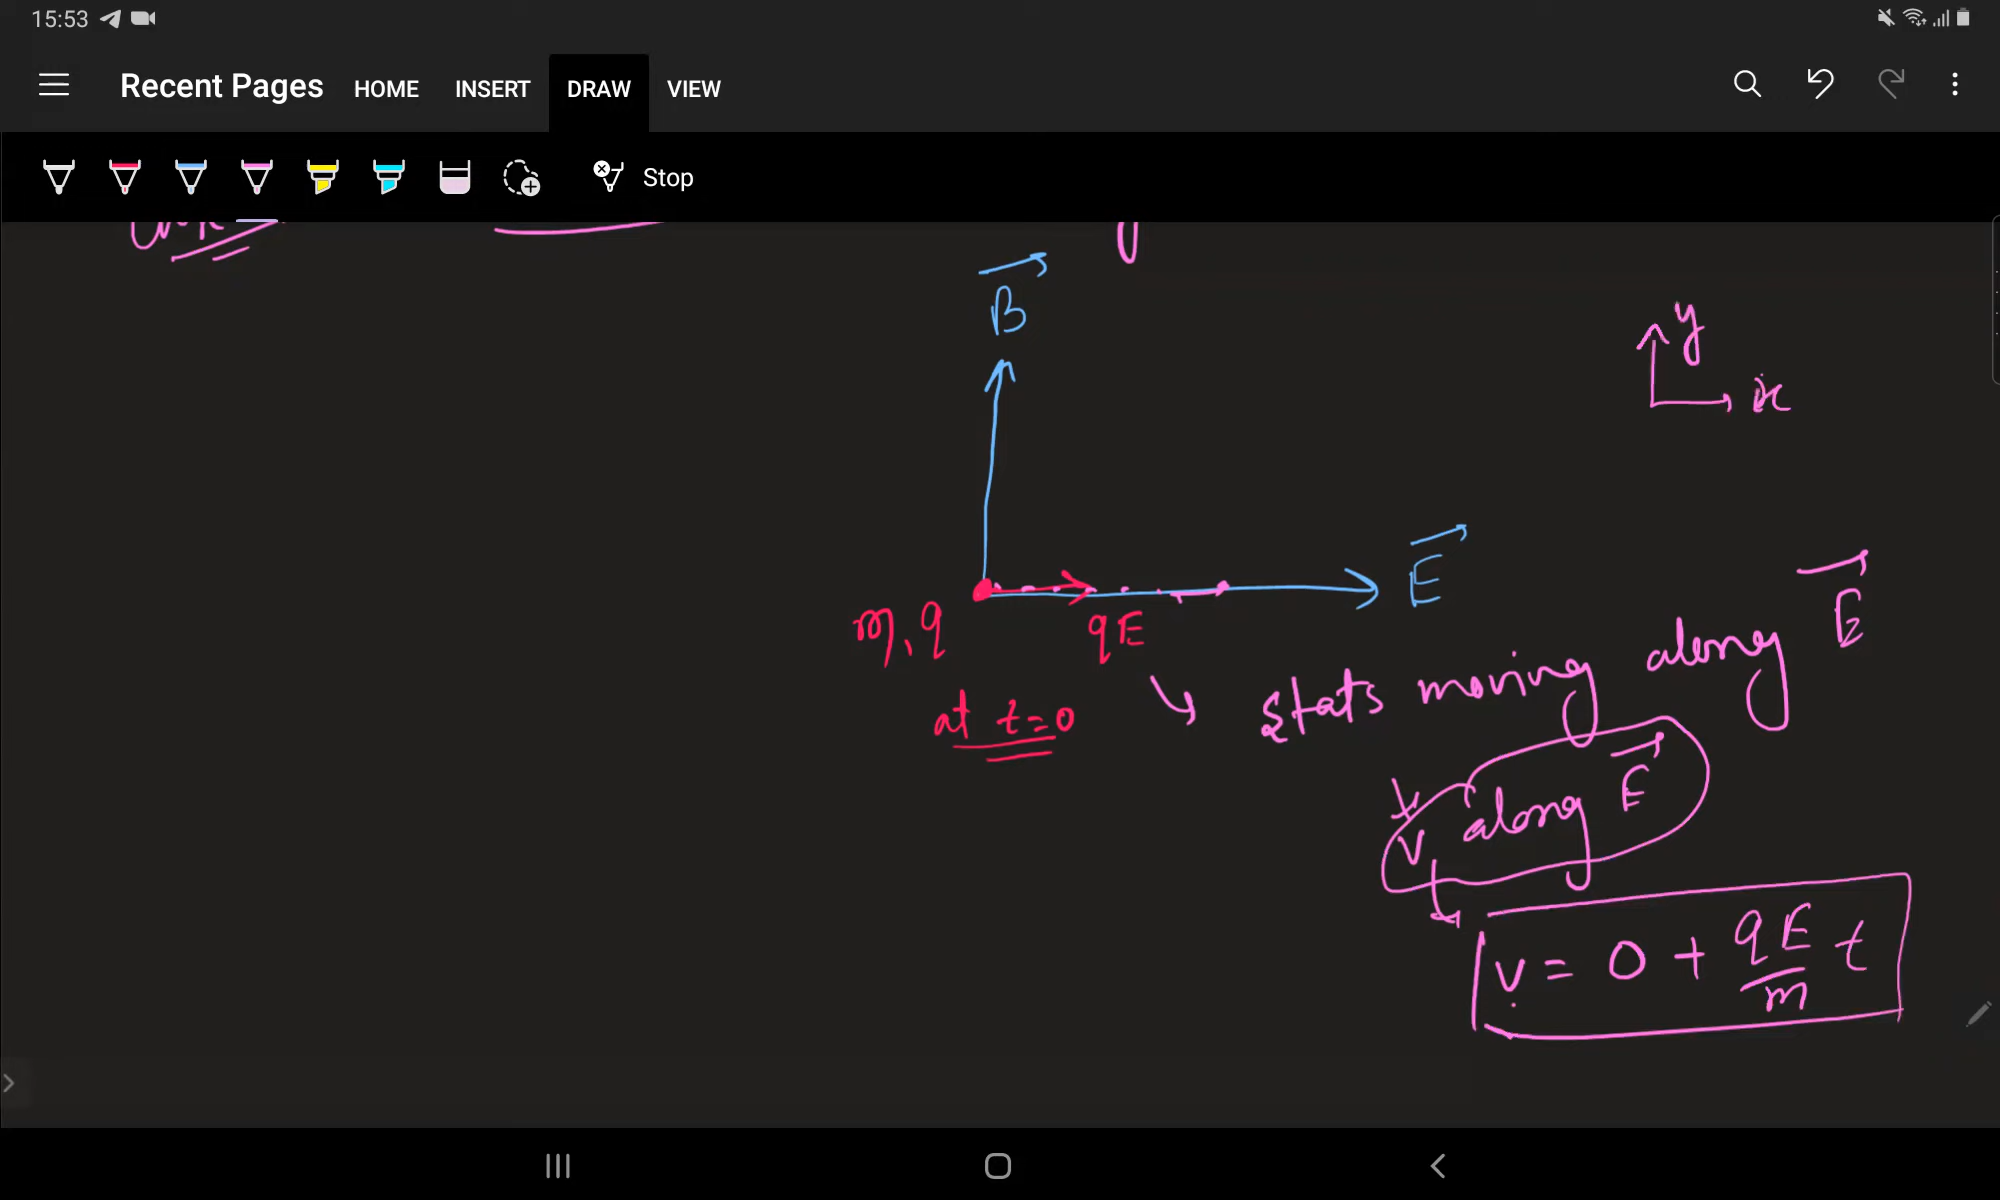 15:53
Recent Pages HOME INSERT DRAW VIEW
Stop
B
y
x
E
m, q
qE
at t=0
stats moving along E
v along E
v = 0 + qE/m t